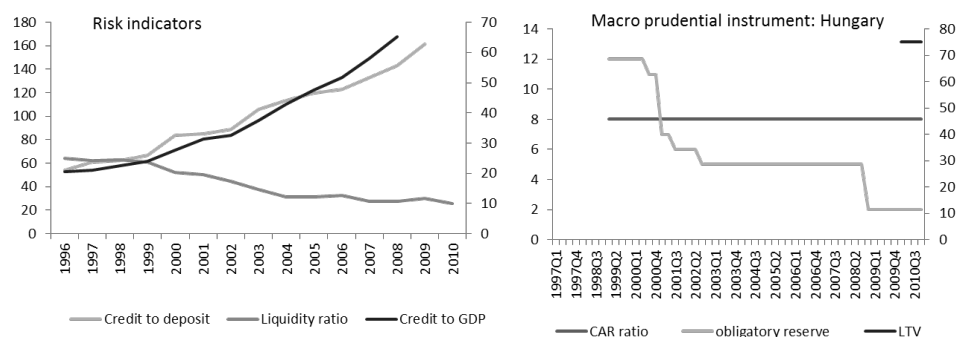 Risk indicators
180
160
140
120
100
80
60
40
20
0
70
60
50
40
30
20
10
0
1996
1997
1998
1999
2000
2001
2002
2003
2004
2005
2006
2007
2008
2009
2010
Credit to deposit Liquidity ratio Credit to GDP
Macro prudential instrument: Hungary
14
12
10
8
6
4
2
0
80
70
60
50
40
30
20
10
0
1997Q1
1997Q4
1998Q3
1999Q2
2000Q1
2000Q4
2001Q3
2002Q2
2003Q1
2003Q4
2004Q3
2005Q2
2006Q1
2006Q4
2007Q3
2008Q2
2009Q1
2009Q4
2010Q3
CAR ratio obligatory reserve LTV